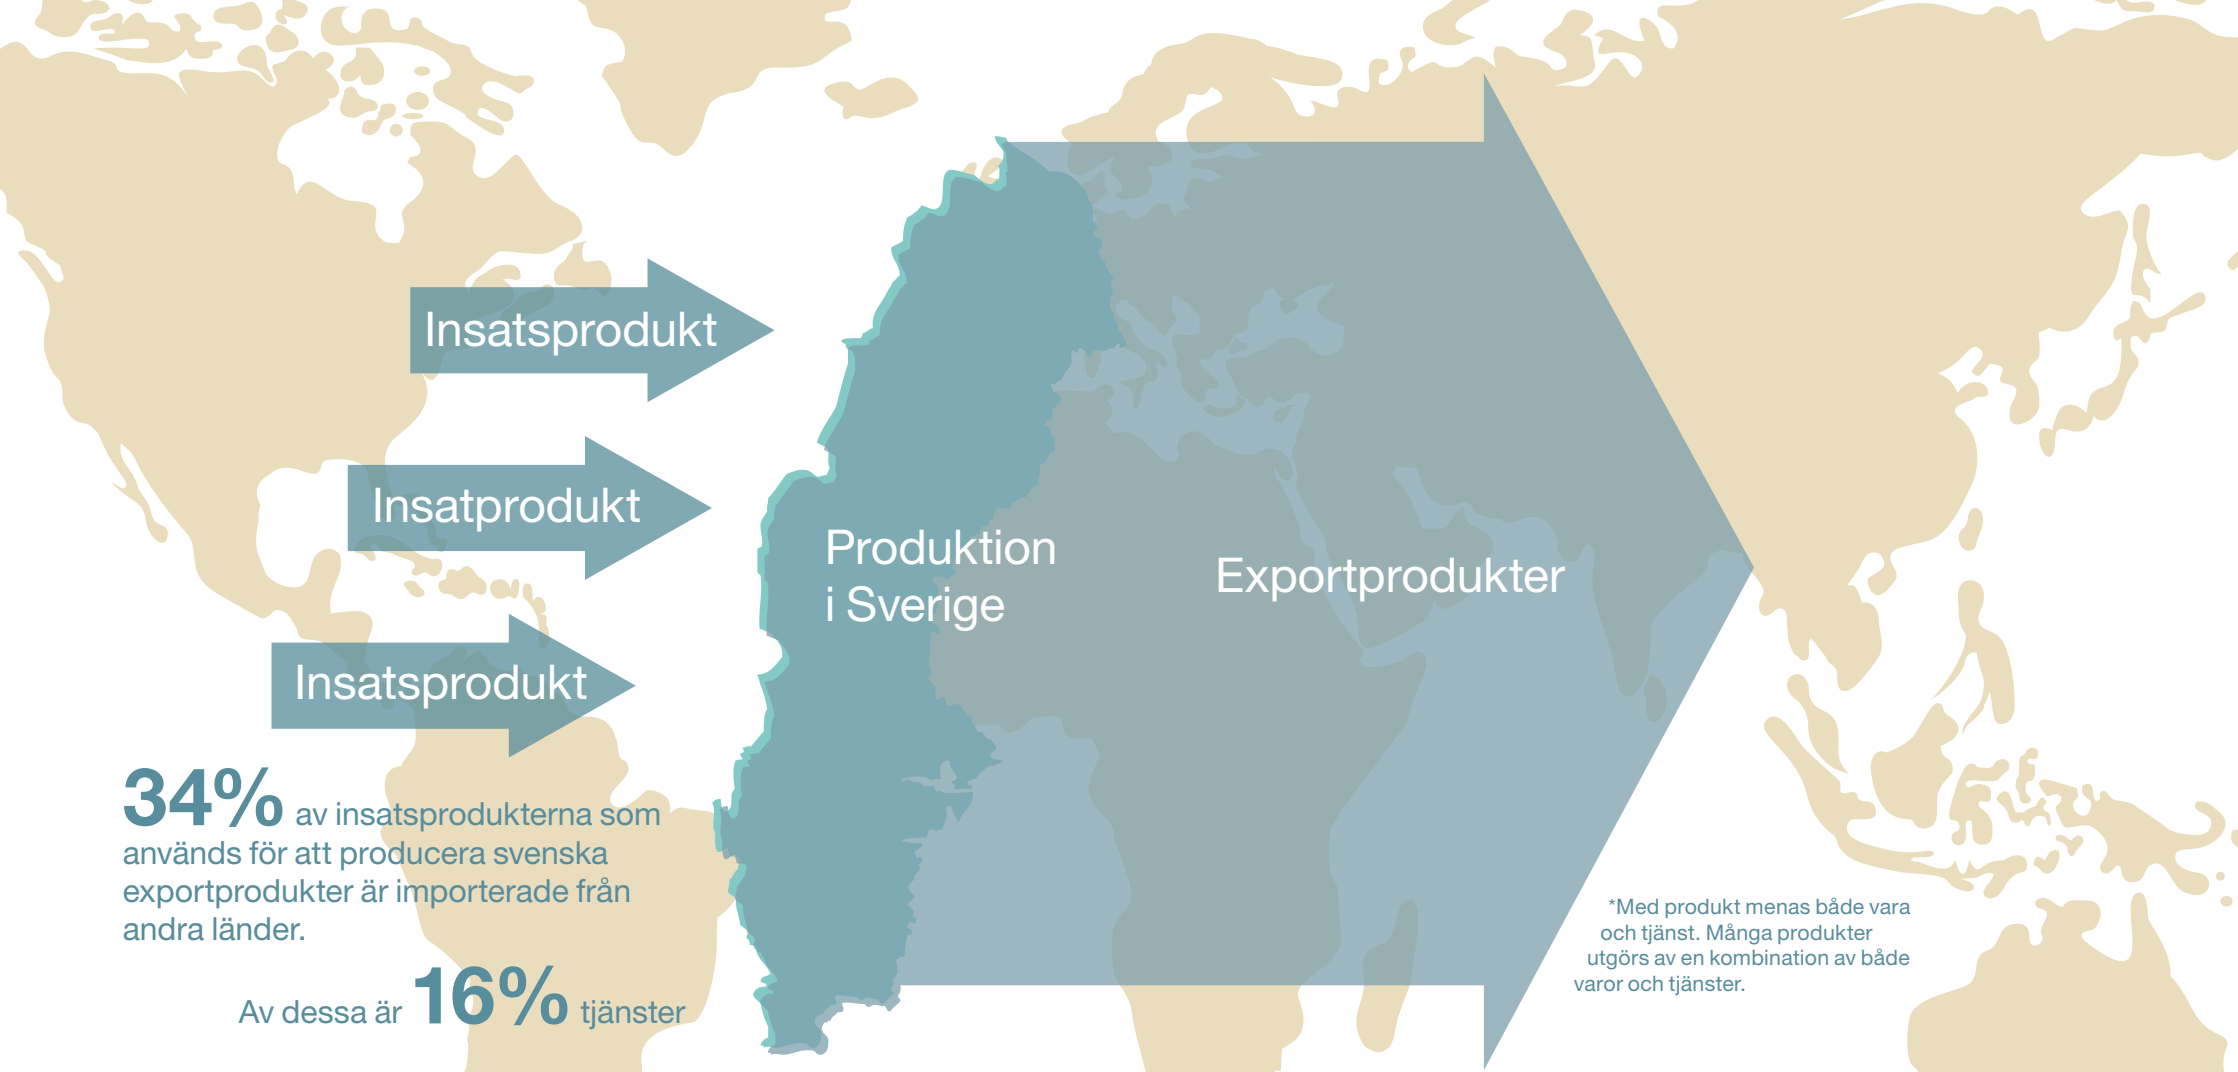 Insatsprodukt
Insatprodukt
Insatsprodukt
Produktion
i Sverige
Exportprodukter
34% av insatsprodukterna som
används för att producera svenska
exportprodukter är importerade från
andra länder.
Av dessa är 16% tjänster
*Med produkt menas både vara
och tjänst. Många produkter
utgörs av en kombination av både
varor och tjänster.